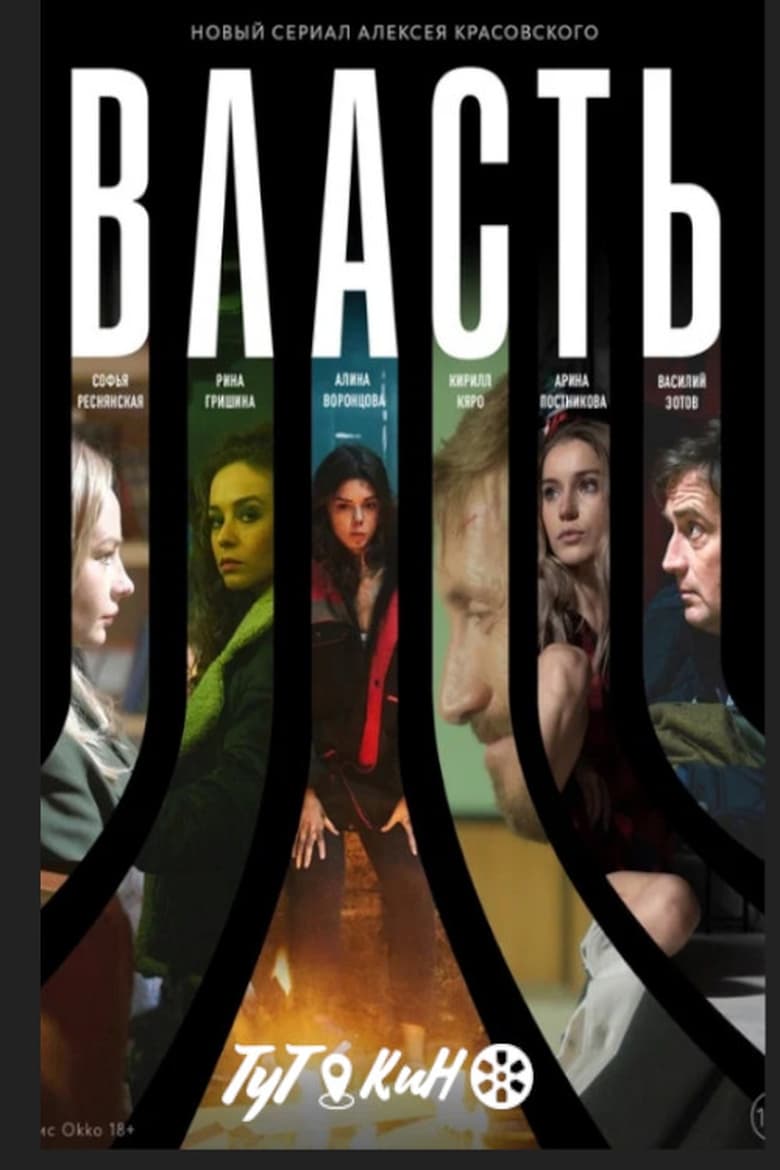 НОВЫЙ СЕРИАЛ АЛЕКСЕЯ КРАСОВСКОГО
ВЛАСТЬ
СОФЬЯ РЕСНЯНСКАЯ
РИНА ГРИШИНА
АЛИНА ВОРОНЦОВА
КИРИЛЛ КЯРО
АРИНА ПОСТНИКОВА
ВАСИЛИЙ ЗОТОВ
ТуТ КиН
Okko 18+